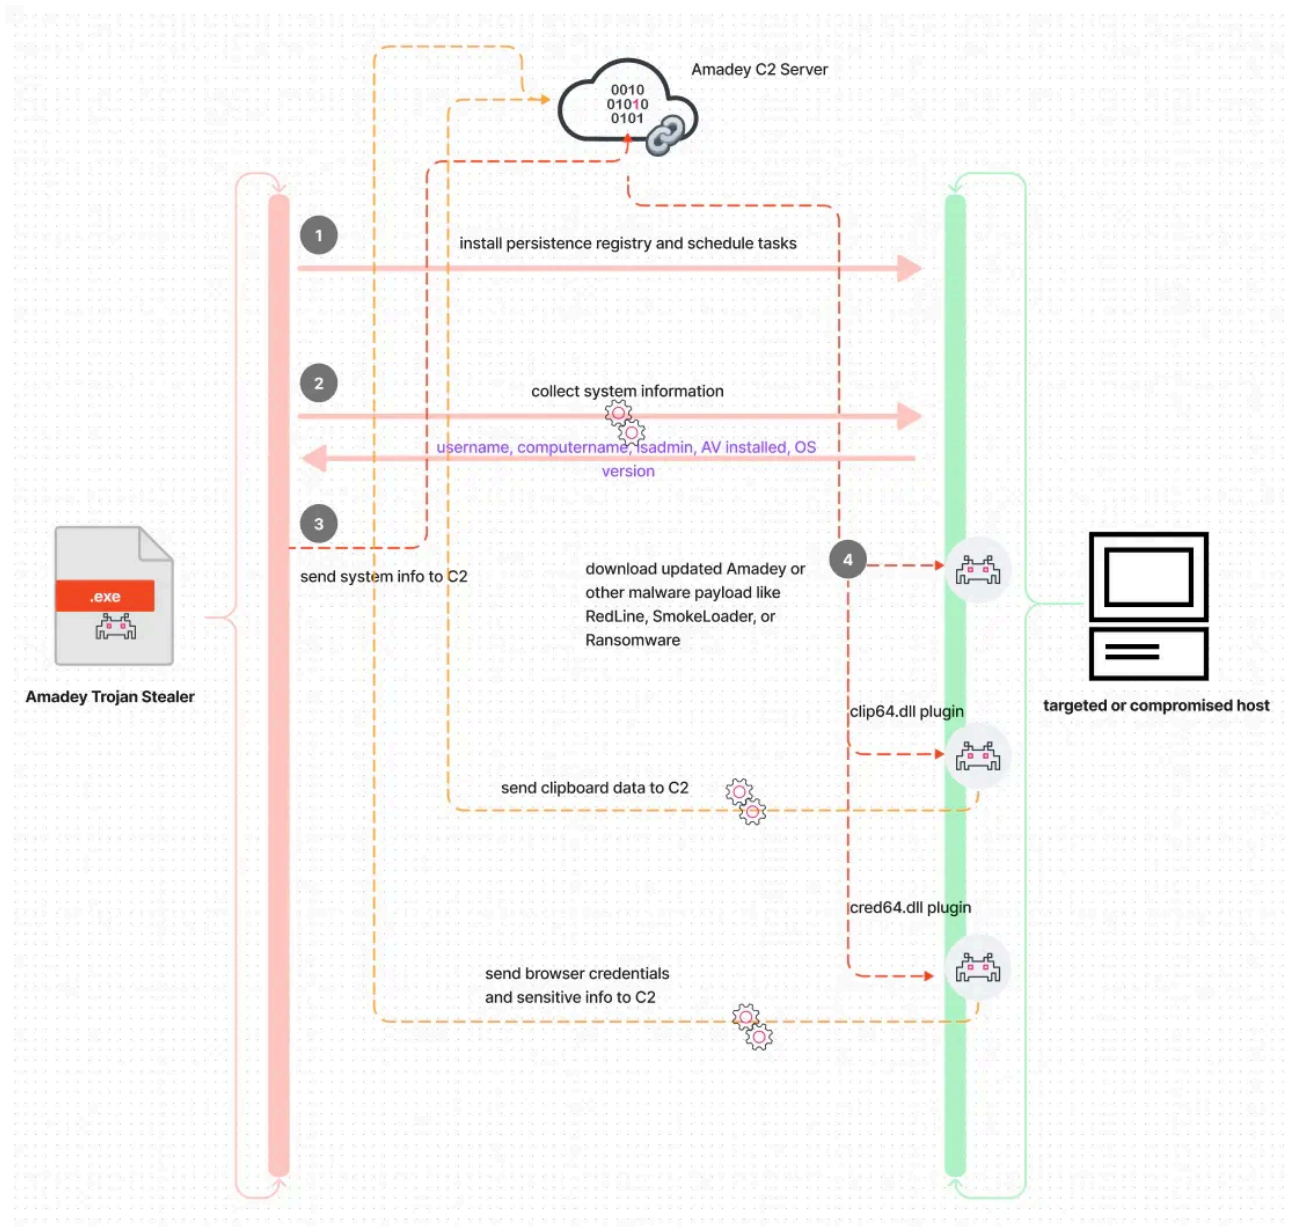 Amadey C2 Server
0010
01010
0101
1
install persistence registry and schedule tasks
2
collect system information
username, computername, isadmin, AV installed, OS
version
3
send system info to C2
4
download updated Amadey or
other malware payload like
RedLine, SmokeLoader, or
Ransomware
.exe
Amadey Trojan Stealer
targeted or compromised host
clip64.dll plugin
send clipboard data to C2
cred64.dll plugin
send browser credentials
and sensitive info to C2